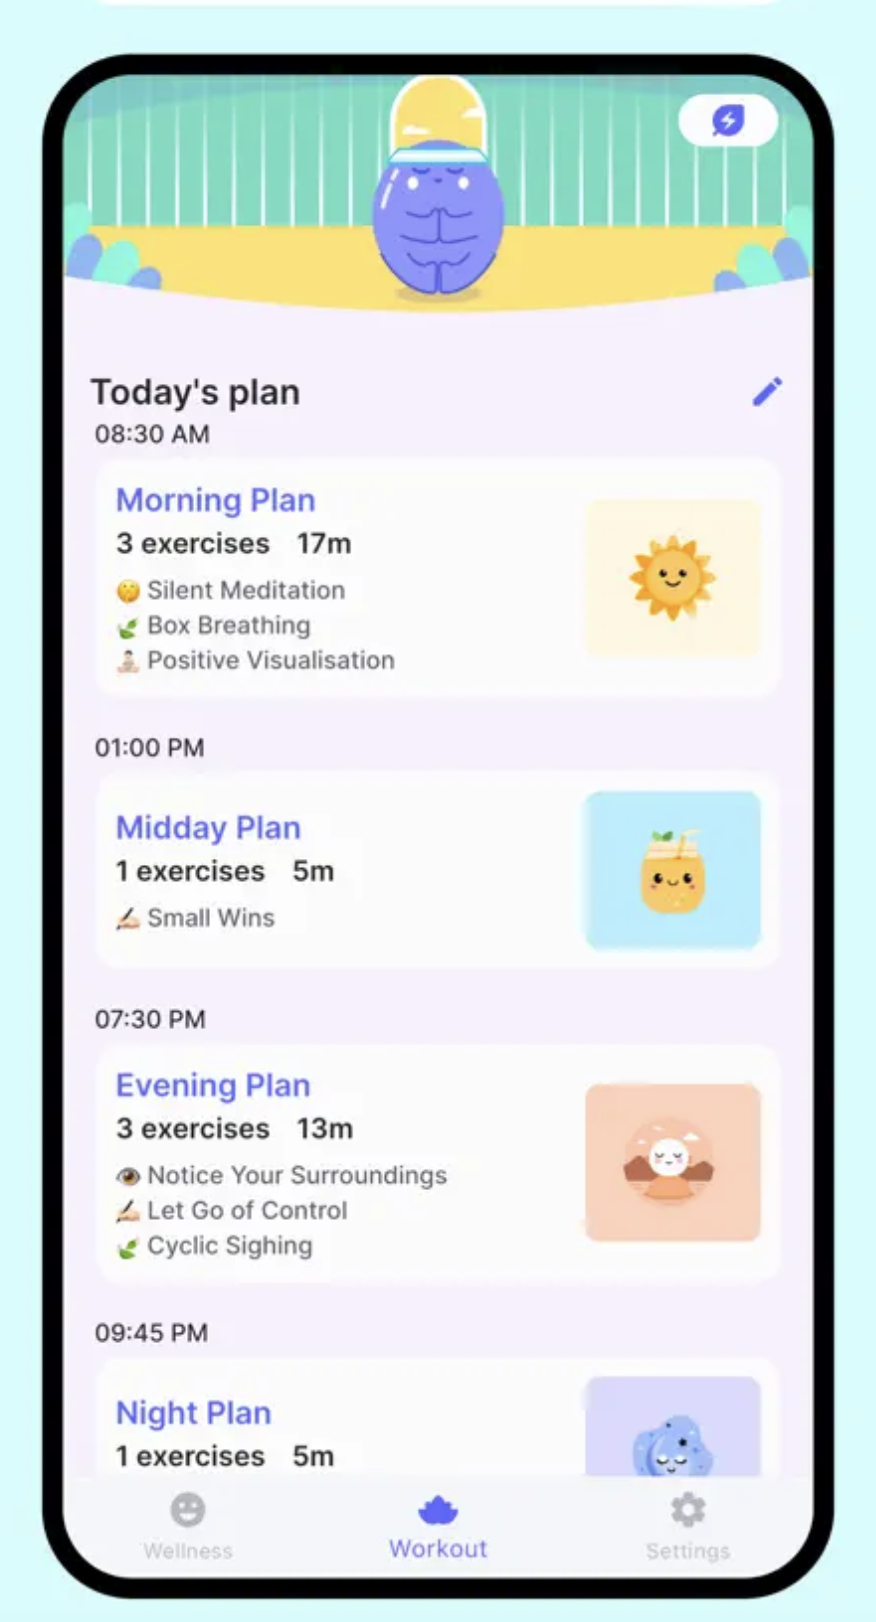 Today's plan
08:30 AM
Morning Plan
3 exercises 17m
Silent Meditation
Box Breathing
Positive Visualisation
01:00 PM
Midday Plan
1 exercises 5m
Small Wins
07:30 PM
Evening Plan
3 exercises 13m
Notice Your Surroundings
Let Go of Control
Cyclic Sighing
09:45 PM
Night Plan
1 exercises 5m
Wellness Workout Settings